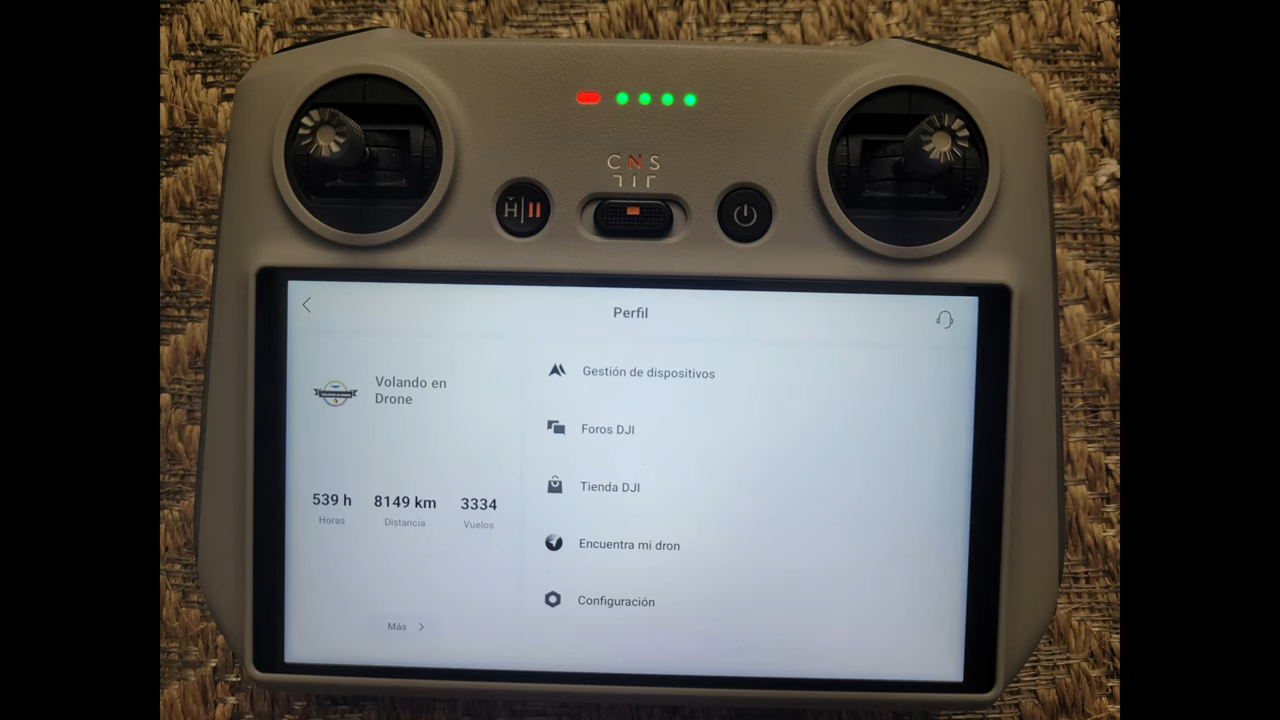 C N S
H
Perfil
Volando en
Drone
539 h 8149 km 3334
Horas Distancia Vuelos
Más
Gestión de dispositivos
Foros DJI
Tienda DJI
Encuentra mi dron
Configuración